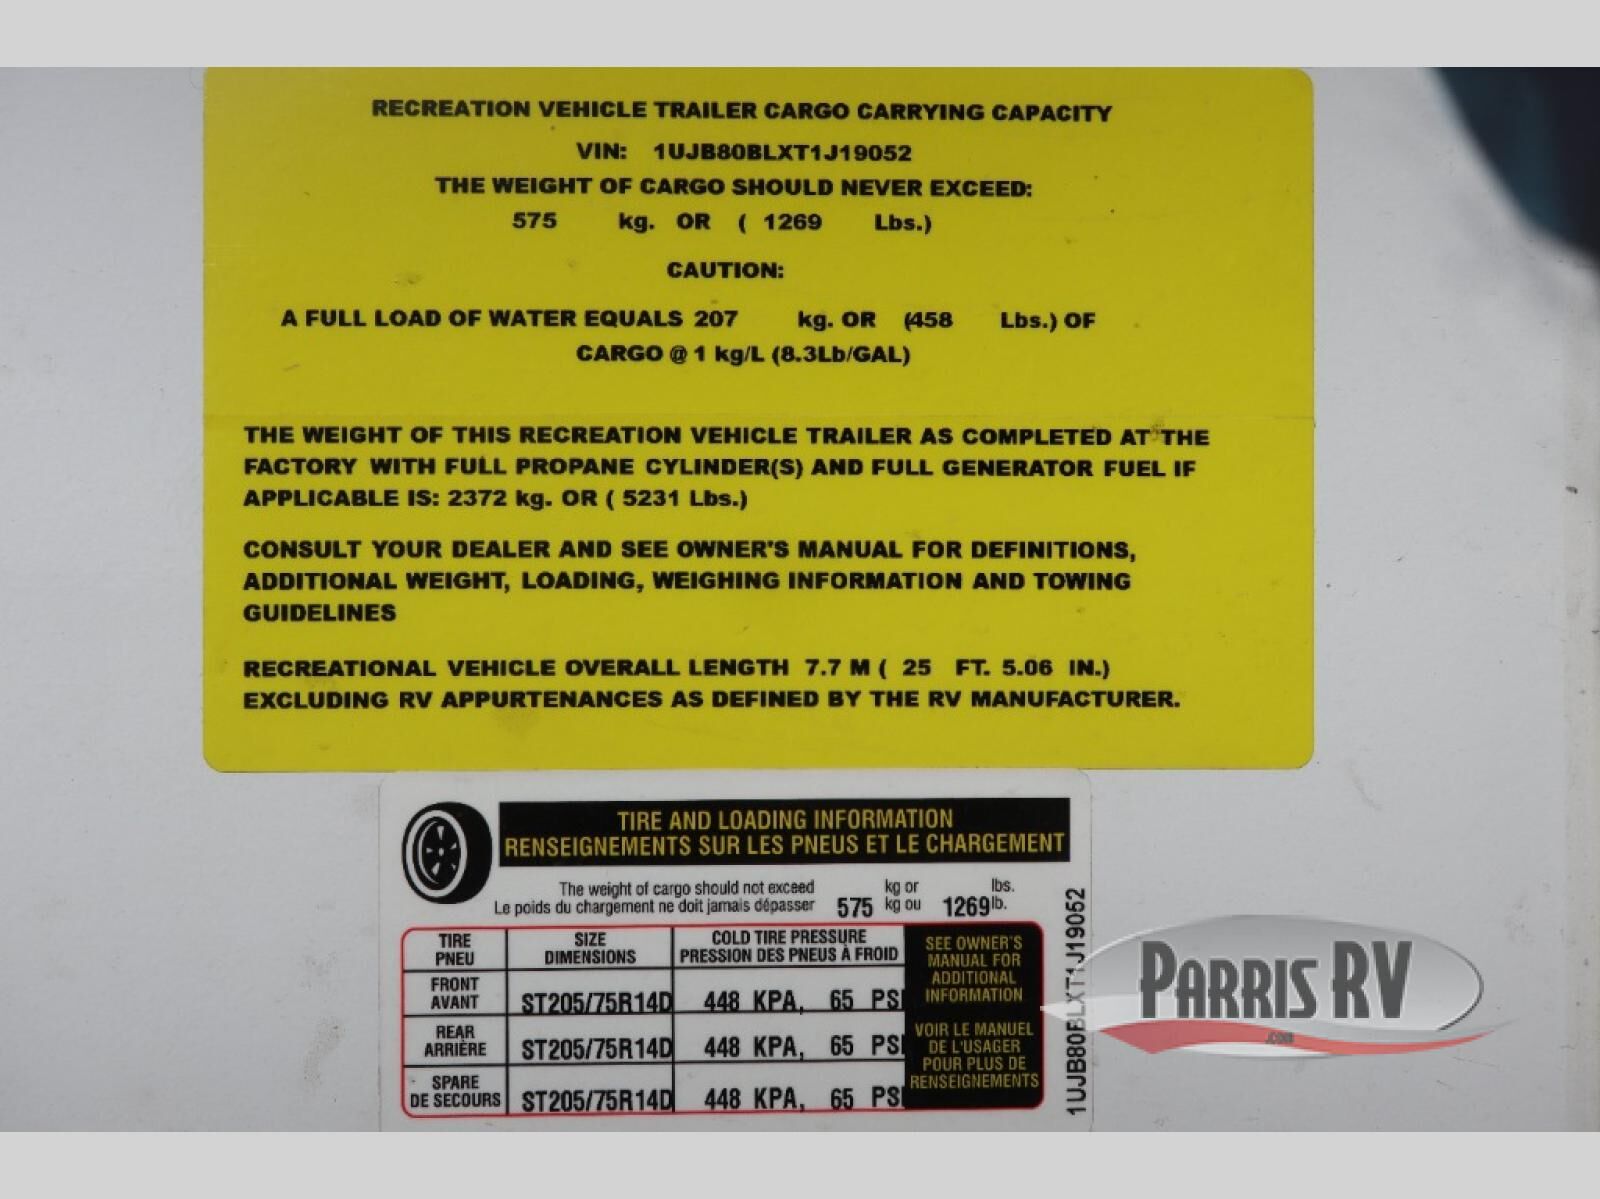 RECREATION VEHICLE TRAILER CARGO CARRYING CAPACITY
VIN: 1UJB80BLXT1J19052
THE WEIGHT OF CARGO SHOULD NEVER EXCEED:
575 kg. OR ( 1269 Lbs.)
CAUTION:
A FULL LOAD OF WATER EQUALS 207 kg. OR (458 Lbs.) OF
CARGO @ 1 kg/L (8.3Lb/GAL)
THE WEIGHT OF THIS RECREATION VEHICLE TRAILER AS COMPLETED AT THE
FACTORY WITH FULL PROPANE CYLINDER(S) AND FULL GENERATOR FUEL IF
APPLICABLE IS: 2372 kg. OR ( 5231 Lbs.)
CONSULT YOUR DEALER AND SEE OWNER'S MANUAL FOR DEFINITIONS,
ADDITIONAL WEIGHT, LOADING, WEIGHING INFORMATION AND TOWING
GUIDELINES
RECREATIONAL VEHICLE OVERALL LENGTH 7.7 M ( 25 FT. 5.06 IN.)
EXCLUDING RV APPURTENANCES AS DEFINED BY THE RV MANUFACTURER.
TIRE AND LOADING INFORMATION
RENSEIGNEMENTS SUR LES PNEUS ET LE CHARGEMENT
The weight of cargo should not exceed 575 kg or 1269 lbs.
Le poids du chargement ne doit jamais dépasser kg ou lb.
TIRE SIZE COLD TIRE PRESSURE
PNEU DIMENSIONS PRESSION DES PNEUS À FROID
FRONT
AVANT ST205/75R14D 448 KPA, 65 PSI
REAR
ARRIÈRE ST205/75R14D 448 KPA, 65 PSI
SPARE
DE SECOURS ST205/75R14D 448 KPA, 65 PSI
SEE OWNER'S
MANUAL FOR
ADDITIONAL
INFORMATION
VOIR LE MANUEL
DE L'USAGER
POUR PLUS DE
RENSEIGNEMENTS
1UJB80BLXT1J19052
PARRIS RV
.COM